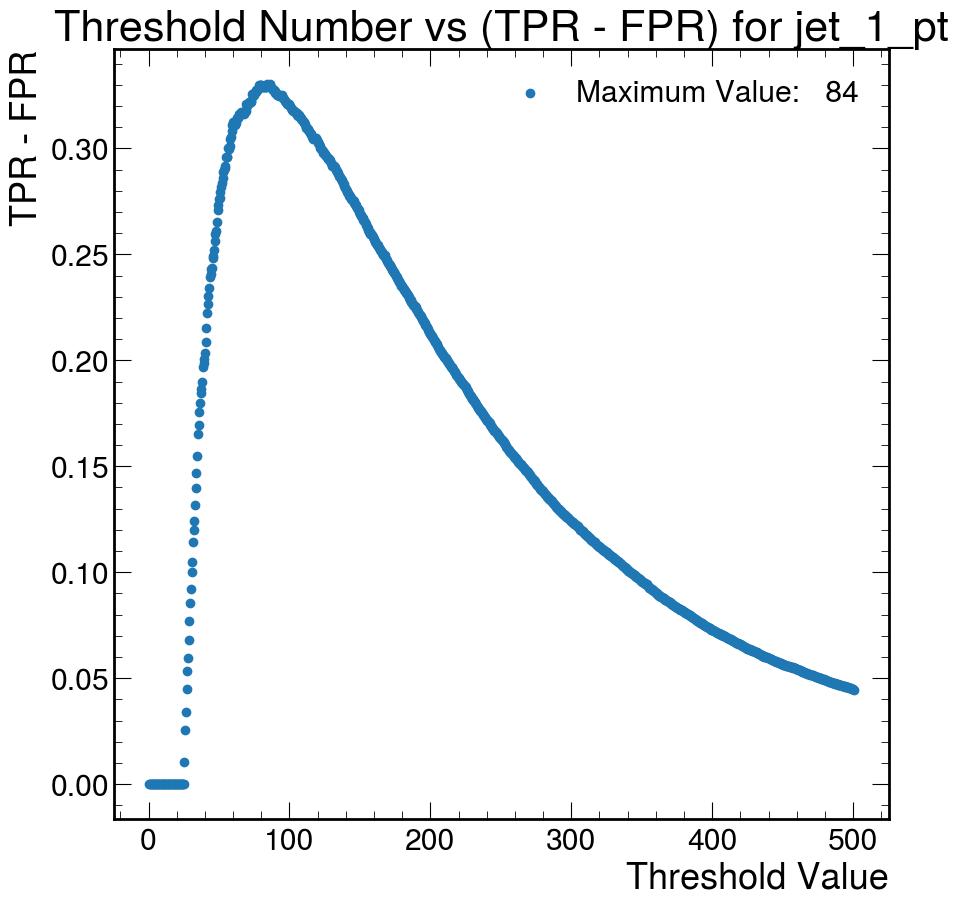 Threshold Number vs (TPR - FPR) for jet_1_pt
TPR - FPR
Maximum Value: 84
0.30
0.25
0.20
0.15
0.10
0.05
0.00
0 100 200 300 400 500
Threshold Value